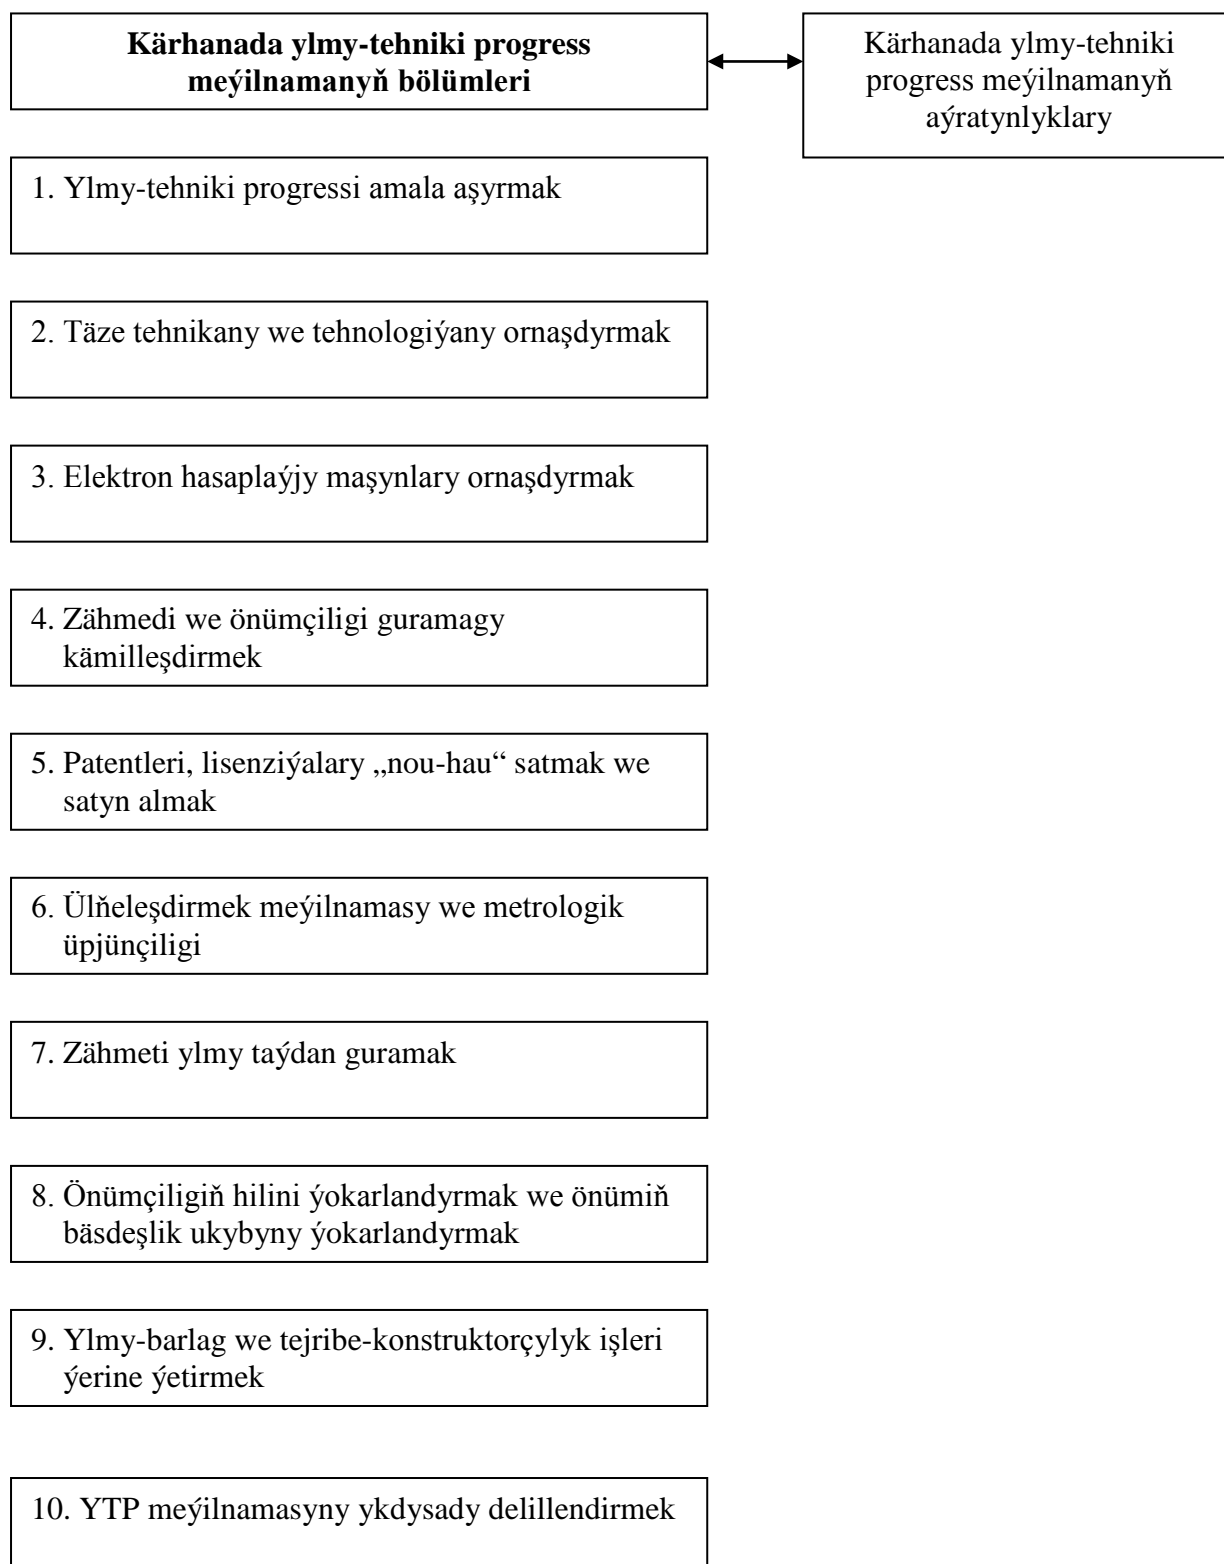 Kärhanada ylmy-tehniki progress
meýilnamanyň bölümleri
Kärhanada ylmy-tehniki
progress meýilnamanyň
aýratynlyklary
1. Ylmy-tehniki progressi amala aşyrmak
2. Täze tehnikany we tehnologiýany ornaşdyrmak
3. Elektron hasaplaýjy maşynlary ornaşdyrmak
4. Zähmedi we önümçiligi guramagy
kämilleşdirmek
5. Patentleri, lisenziýalary „nou-hau“ satmak we
satyn almak
6. Ülňeleşdirmek meýilnamasy we metrologik
üpjünçiligi
7. Zähmeti ylmy taýdan guramak
8. Önümçiligiň hilini ýokarlandyrmak we önümiň
bäsdeşlik ukybyny ýokarlandyrmak
9. Ylmy-barlag we tejribe-konstruktorçylyk işleri
ýerine ýetirmek
10. YTP meýilnamasyny ykdysady delillendirmek